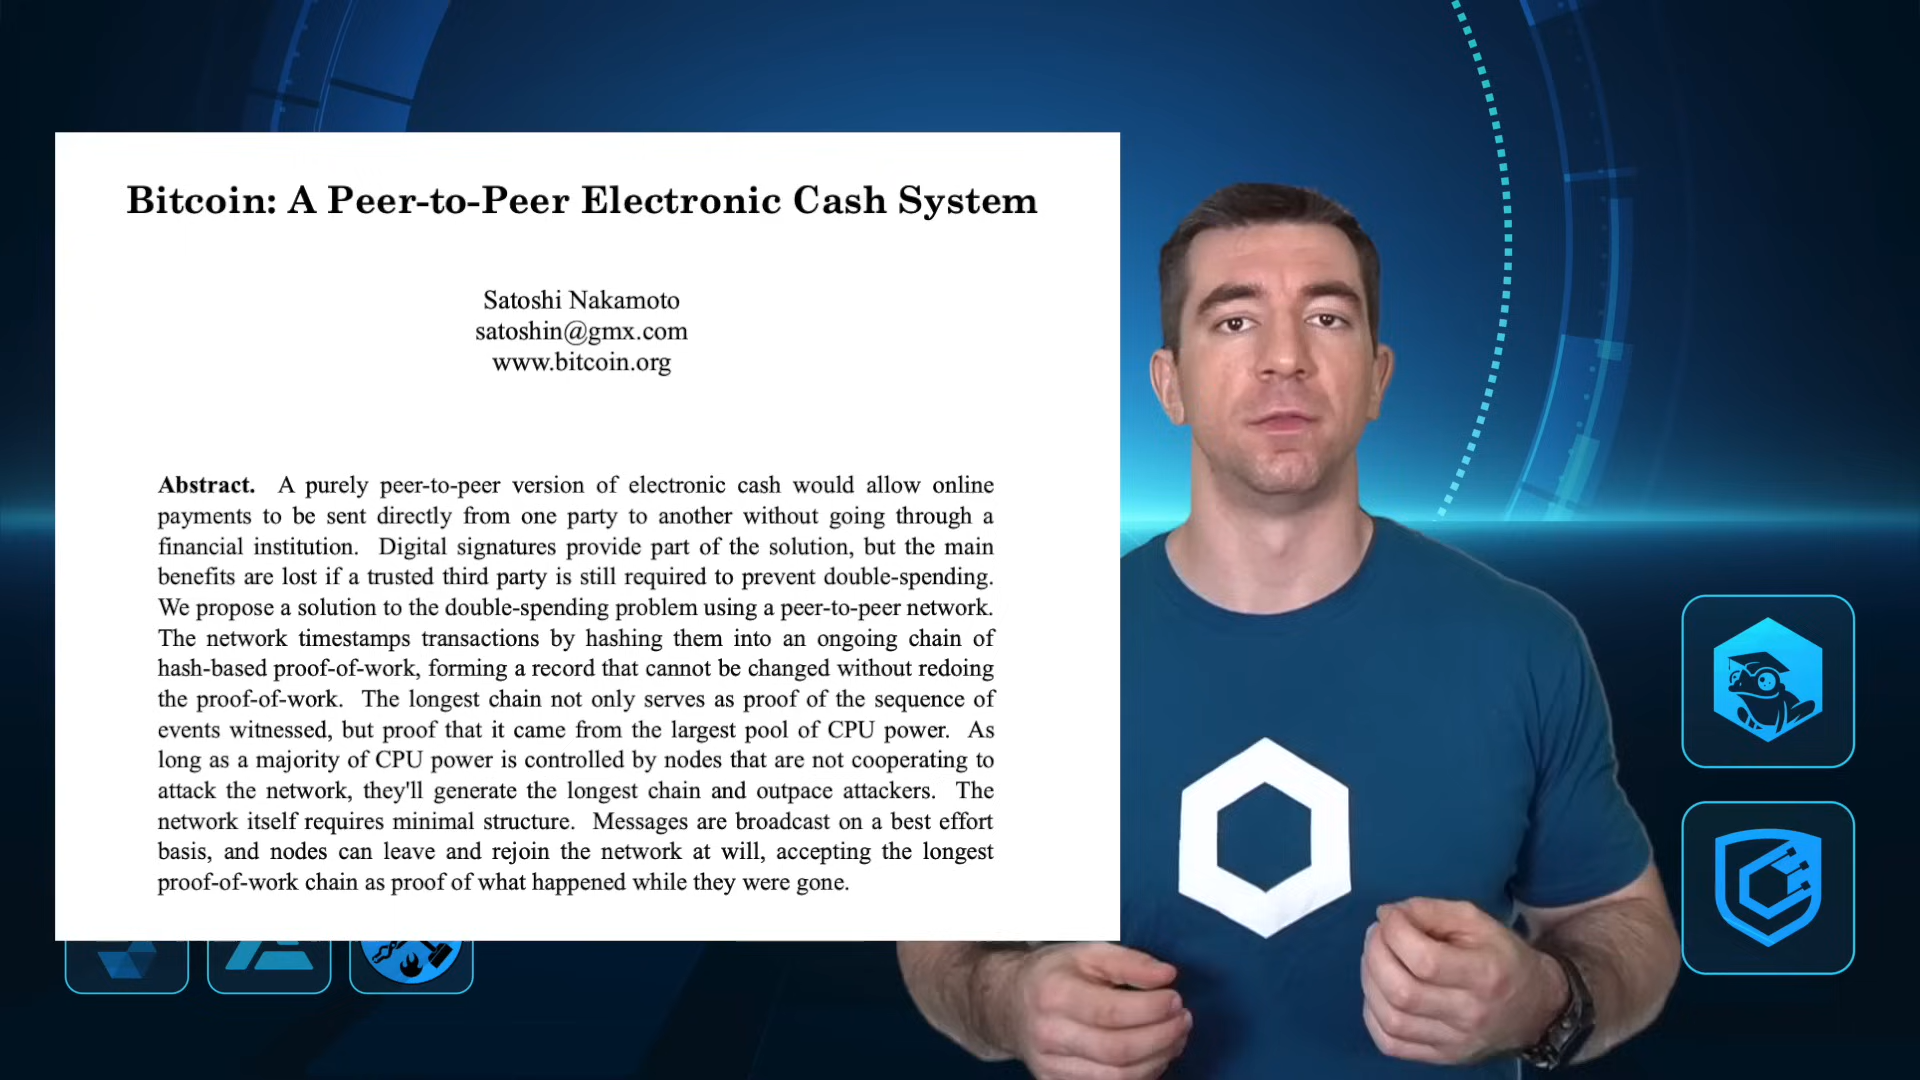 Bitcoin: A Peer-to-Peer Electronic Cash System
Satoshi Nakamoto
satoshin@gmx.com
www.bitcoin.org
Abstract. A purely peer-to-peer version of electronic cash would allow online
payments to be sent directly from one party to another without going through a
financial institution. Digital signatures provide part of the solution, but the main
benefits are lost if a trusted third party is still required to prevent double-spending.
We propose a solution to the double-spending problem using a peer-to-peer network.
The network timestamps transactions by hashing them into an ongoing chain of
hash-based proof-of-work, forming a record that cannot be changed without redoing
the proof-of-work. The longest chain not only serves as proof of the sequence of
events witnessed, but proof that it came from the largest pool of CPU power. As
long as a majority of CPU power is controlled by nodes that are not cooperating to
attack the network, they'll generate the longest chain and outpace attackers. The
network itself requires minimal structure. Messages are broadcast on a best effort
basis, and nodes can leave and rejoin the network at will, accepting the longest
proof-of-work chain as proof of what happened while they were gone.